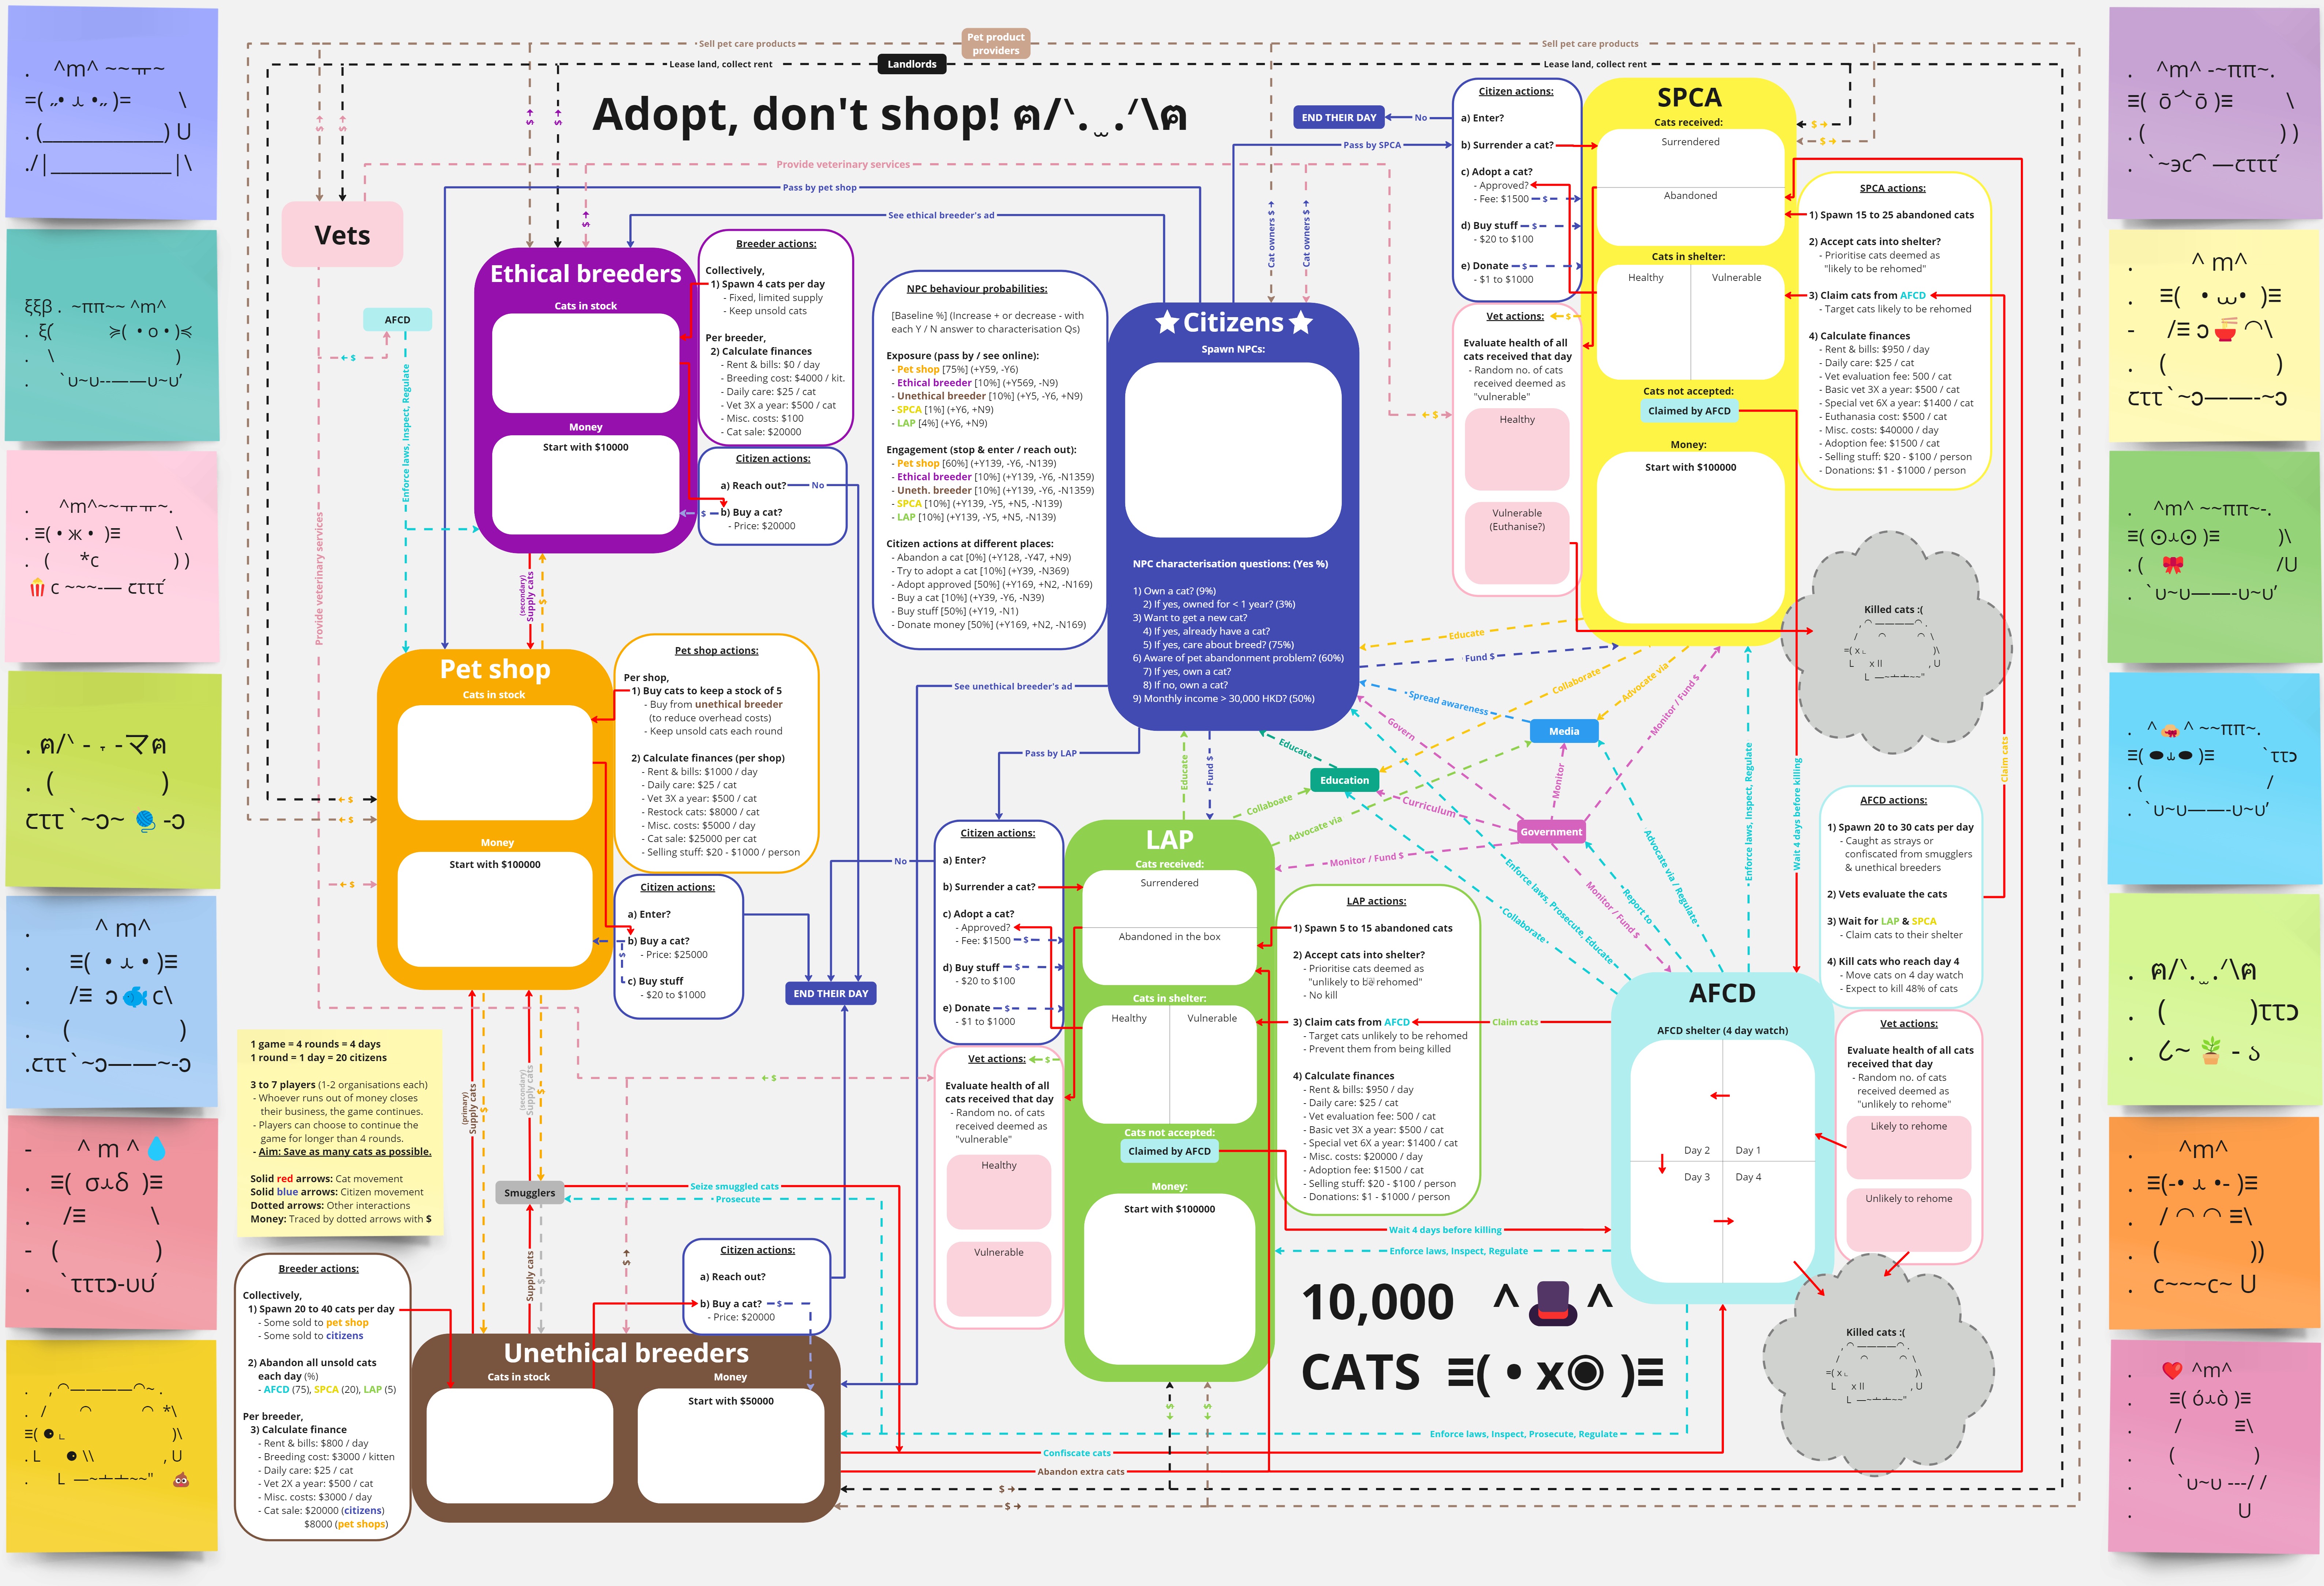 Pet product
providers
Sell pet care products
Sell pet care products
Landlords
Lease land, collect rent
Lease land, collect rent
Adopt, don't shop!
Provide veterinary services
Pass by pet shop
See ethical breeder's ad
Pass by SPCA
No
END THEIR DAY
Cat owners $
Cat owners $
Vets
AFCD
Enforce laws, Inspect, Regulate
Provide veterinary services
Ethical breeders
Cats in stock
Money
Start with $10000
Breeder actions:
Collectively,
1) Spawn 4 cats per day
- Fixed, limited supply
- Keep unsold cats
Per breeder,
2) Calculate finances
- Rent & bills: $0 / day
- Breeding cost: $4000 / kit.
- Daily care: $25 / cat
- Vet 3X a year: $500 / cat
- Misc. costs: $100
- Cat sale: $20000
Citizen actions:
a) Reach out?
No
b) Buy a cat?
- Price: $20000
(secondary)
Supply cats
NPC behaviour probabilities:
[Baseline %] (Increase + or decrease - with
each Y / N answer to characterisation Qs)
Exposure (pass by / see online):
- Pet shop [75%] (+Y59, -Y6)
- Ethical breeder [10%] (+Y569, -N9)
- Unethical breeder [10%] (+Y5, -Y6, +N9)
- SPCA [1%] (+Y6, +N9)
- LAP [4%] (+Y6, +N9)
Engagement (stop & enter / reach out):
- Pet shop [60%] (+Y139, -Y6, -N139)
- Ethical breeder [10%] (+Y139, -Y6, -N1359)
- Uneth. breeder [10%] (+Y139, -Y6, -N1359)
- SPCA [10%] (+Y139, -Y5, +N5, -N139)
- LAP [10%] (+Y139, -Y5, +N5, -N139)
Citizen actions at different places:
- Abandon a cat [0%] (+Y128, -Y47, +N9)
- Try to adopt a cat [10%] (+Y39, -N369)
- Adopt approved [50%] (+Y169, +N2, -N169)
- Buy a cat [10%] (+Y39, -Y6, -N39)
- Buy stuff [50%] (+Y19, -N1)
- Donate money [50%] (+Y169, +N2, -N169)
Citizens
Spawn NPCs:
NPC characterisation questions: (Yes %)
1) Own a cat? (9%)
2) If yes, owned for < 1 year? (3%)
3) Want to get a new cat?
4) If yes, already have a cat?
5) If yes, care about breed? (75%)
6) Aware of pet abandonment problem? (60%)
7) If yes, own a cat?
8) If no, own a cat?
9) Monthly income > 30,000 HKD? (50%)
Citizen actions:
a) Enter?
b) Surrender a cat?
c) Adopt a cat?
- Approved?
- Fee: $1500
d) Buy stuff
- $20 to $100
e) Donate
- $1 to $1000
Vet actions:
Evaluate health of all
cats received that day
- Random no. of cats
received deemed as
"vulnerable"
Healthy
Vulnerable
(Euthanise?)
SPCA
Cats received:
Surrendered
Abandoned
Cats in shelter:
Healthy
Vulnerable
Cats not accepted:
Claimed by AFCD
Money:
Start with $100000
SPCA actions:
1) Spawn 15 to 25 abandoned cats
2) Accept cats into shelter?
- Prioritise cats deemed as
"likely to be rehomed"
3) Claim cats from AFCD
- Target cats likely to be rehomed
4) Calculate finances
- Rent & bills: $950 / day
- Daily care: $25 / cat
- Vet evaluation fee: 500 / cat
- Basic vet 3X a year: $500 / cat
- Special vet 6X a year: $1400 / cat
- Euthanasia cost: $500 / cat
- Misc. costs: $40000 / day
- Adoption fee: $1500 / cat
- Selling stuff: $20 - $100 / person
- Donations: $1 - $1000 / person
Killed cats :(
Educate
Fund $
Collaborate
Advocate via
Spread awareness
Monitor / Fund $
Media
Govern
Educate
Education
Monitor
Curriculum
Government
Collaboate
Advocate via
Monitor / Fund $
Enforce laws, Prosecute, Educate
Collaborate
Report to
Monitor / Fund $
Advocate via / Regulate
Enforce laws, Inspect, Regulate
Wait 4 days before killing
Claim cats
Pet shop
Cats in stock
Money
Start with $100000
Pet shop actions:
Per shop,
1) Buy cats to keep a stock of 5
- Buy from unethical breeder
(to reduce overhead costs)
- Keep unsold cats each round
2) Calculate finances (per shop)
- Rent & bills: $1000 / day
- Daily care: $25 / cat
- Vet 3X a year: $500 / cat
- Restock cats: $8000 / cat
- Misc. costs: $5000 / day
- Cat sale: $25000 per cat
- Selling stuff: $20 - $1000 / person
Citizen actions:
a) Enter?
b) Buy a cat?
- Price: $25000
c) Buy stuff
- $20 to $1000
See unethical breeder's ad
Pass by LAP
No
END THEIR DAY
Educate
Fund $
Citizen actions:
a) Enter?
b) Surrender a cat?
c) Adopt a cat?
- Approved?
- Fee: $1500
d) Buy stuff
- $20 to $100
e) Donate
- $1 to $1000
Vet actions:
Evaluate health of all
cats received that day
- Random no. of cats
received deemed as
"vulnerable"
Healthy
Vulnerable
LAP
Cats received:
Surrendered
Abandoned in the box
Cats in shelter:
Healthy
Vulnerable
Cats not accepted:
Claimed by AFCD
Money:
Start with $100000
LAP actions:
1) Spawn 5 to 15 abandoned cats
2) Accept cats into shelter?
- Prioritise cats deemed as
"unlikely to be rehomed"
- No kill
3) Claim cats from AFCD
- Target cats unlikely to be rehomed
- Prevent them from being killed
4) Calculate finances
- Rent & bills: $950 / day
- Daily care: $25 / cat
- Vet evaluation fee: 500 / cat
- Basic vet 3X a year: $500 / cat
- Special vet 6X a year: $1400 / cat
- Misc. costs: $20000 / day
- Adoption fee: $1500 / cat
- Selling stuff: $20 - $100 / person
- Donations: $1 - $1000 / person
Claim cats
Wait 4 days before killing
Enforce laws, Inspect, Regulate
AFCD
AFCD shelter (4 day watch)
Day 2
Day 1
Day 3
Day 4
AFCD actions:
1) Spawn 20 to 30 cats per day
- Caught as strays or
confiscated from smugglers
& unethical breeders
2) Vets evaluate the cats
3) Wait for LAP & SPCA
- Claim cats to their shelter
4) Kill cats who reach day 4
- Move cats on 4 day watch
- Expect to kill 48% of cats
Vet actions:
Evaluate health of all cats
received that day
- Random no. of cats
received deemed as
"unlikely to rehome"
Likely to rehome
Unlikely to rehome
Killed cats :(
1 game = 4 rounds = 4 days
1 round = 1 day = 20 citizens
3 to 7 players (1-2 organisations each)
- Whoever runs out of money closes
their business, the game continues.
- Players can choose to continue the
game for longer than 4 rounds.
- Aim: Save as many cats as possible.
Solid red arrows: Cat movement
Solid blue arrows: Citizen movement
Dotted arrows: Other interactions
Money: Traced by dotted arrows with $
(primary)
Supply cats
(secondary)
Supply cats
Smugglers
Seize smuggled cats
Prosecute
Supply cats
Breeder actions:
Collectively,
1) Spawn 20 to 40 cats per day
- Some sold to pet shop
- Some sold to citizens
2) Abandon all unsold cats
each day (%)
- AFCD (75), SPCA (20), LAP (5)
Per breeder,
3) Calculate finance
- Rent & bills: $800 / day
- Breeding cost: $3000 / kitten
- Daily care: $25 / cat
- Vet 2X a year: $500 / cat
- Misc. costs: $3000 / day
- Cat sale: $20000 (citizens)
$8000 (pet shops)
Citizen actions:
a) Reach out?
b) Buy a cat?
- Price: $20000
Unethical breeders
Cats in stock
Money
Start with $50000
10,000
CATS
Enforce laws, Inspect, Prosecute, Regulate
Confiscate cats
Abandon extra cats